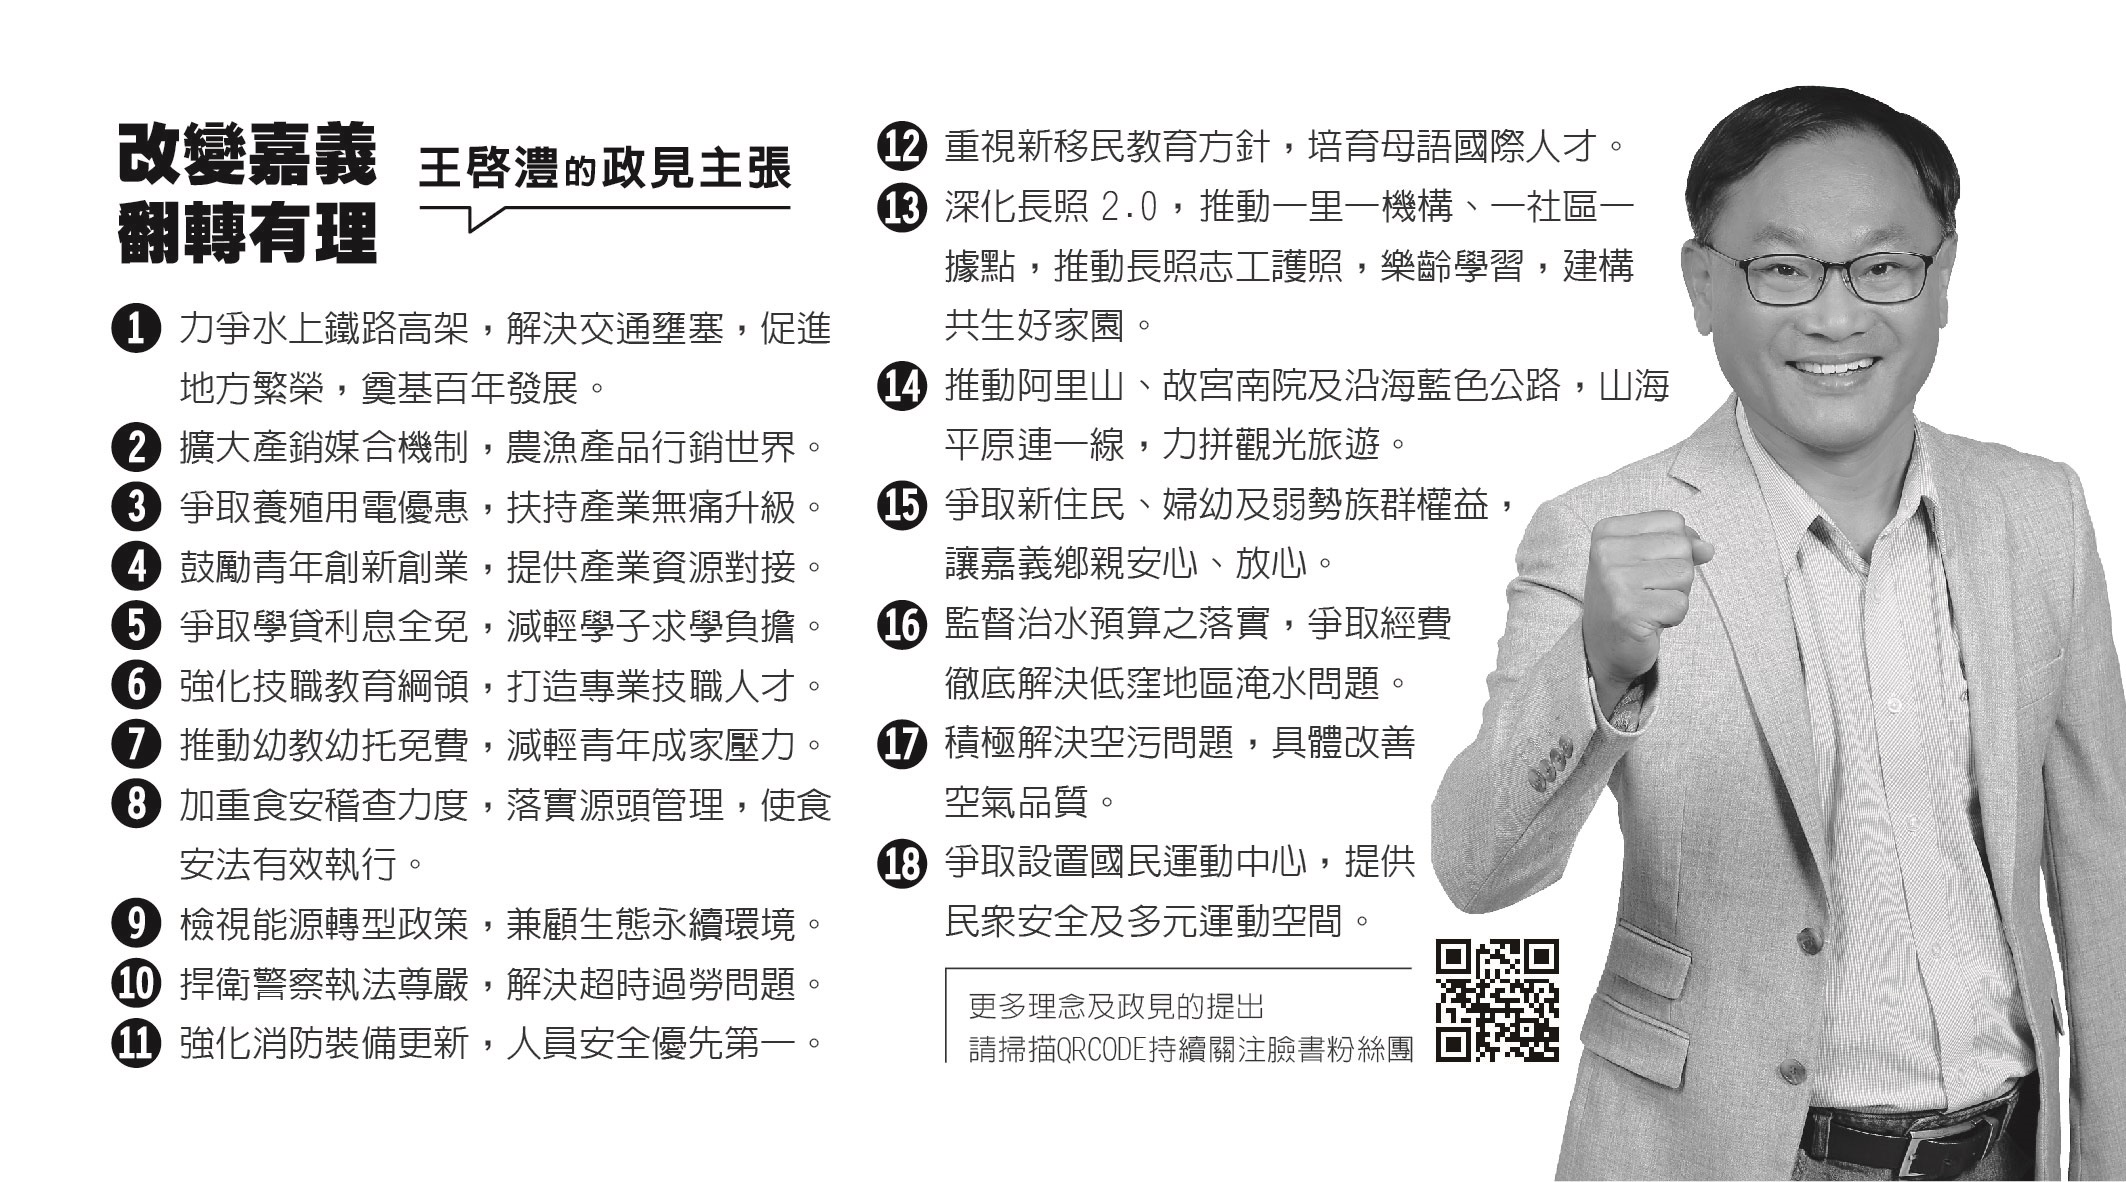 改變嘉義
翻轉有理
王啓澧的政見主張
1 力爭水上鐵路高架，解決交通壅塞，促進
地方繁榮，奠基百年發展。
2 擴大產銷媒合機制，農漁產品行銷世界。
3 爭取養殖用電優惠，扶持產業無痛升級。
4 鼓勵青年創新創業，提供產業資源對接。
5 爭取學貸利息全免，減輕學子求學負擔。
6 強化技職教育綱領，打造專業技職人才。
7 推動幼教幼托免費，減輕青年成家壓力。
8 加重食安稽查力度，落實源頭管理，使食
安法有效執行。
9 檢視能源轉型政策，兼顧生態永續環境。
10 捍衛警察執法尊嚴，解決超時過勞問題。
11 強化消防裝備更新，人員安全優先第一。
12 重視新移民教育方針，培育母語國際人才。
13 深化長照 2.0，推動一里一機構、一社區一
據點，推動長照志工護照，樂齡學習，建構
共生好家園。
14 推動阿里山、故宮南院及沿海藍色公路，山海
平原連一線，力拼觀光旅遊。
15 爭取新住民、婦幼及弱勢族群權益，
讓嘉義鄉親安心、放心。
16 監督治水預算之落實，爭取經費
徹底解決低窪地區淹水問題。
17 積極解決空污問題，具體改善
空氣品質。
18 爭取設置國民運動中心，提供
民眾安全及多元運動空間。
更多理念及政見的提出
請掃描QRCODE持續關注臉書粉絲團